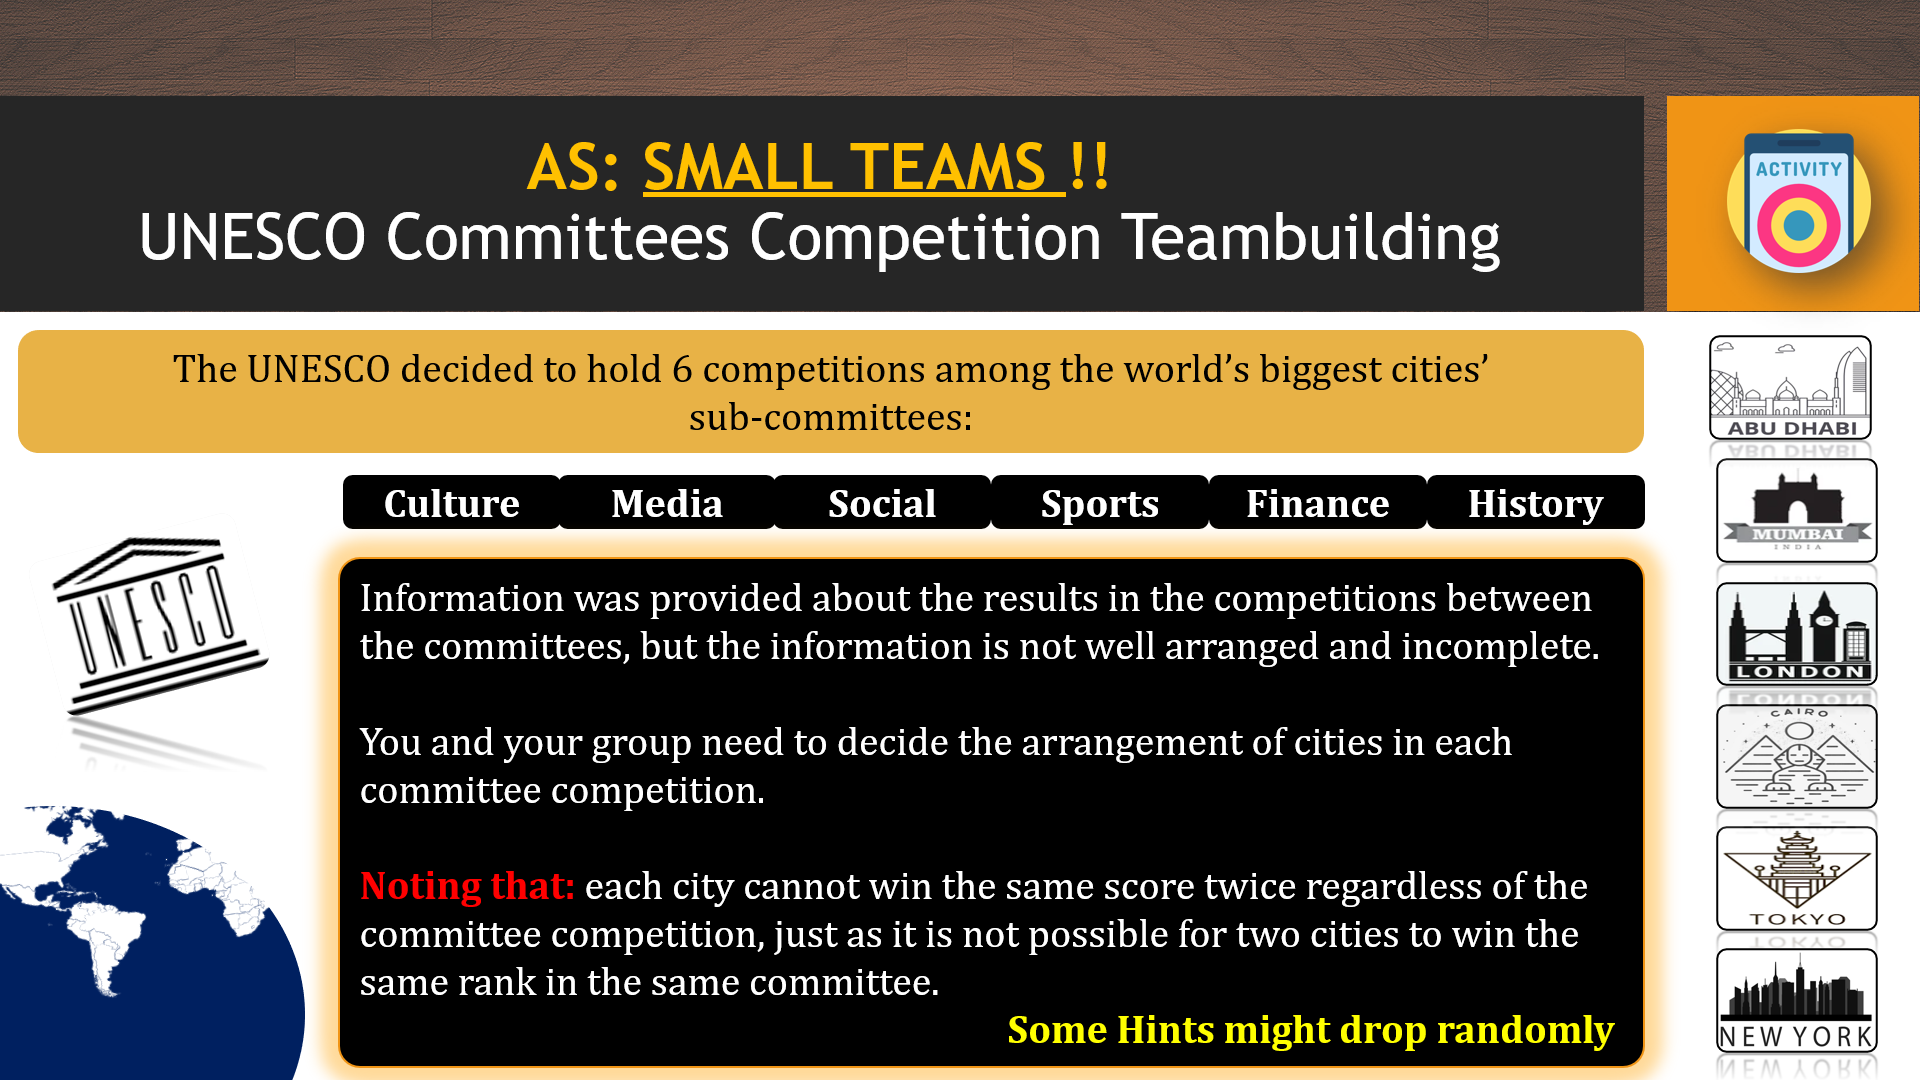 AS: SMALL TEAMS !!
UNESCO Committees Competition Teambuilding
ACTIVITY
The UNESCO decided to hold 6 competitions among the world’s biggest cities’
sub-committees:
Culture
Media
Social
Sports
Finance
History
UNESCO
Information was provided about the results in the competitions between
the committees, but the information is not well arranged and incomplete.
You and your group need to decide the arrangement of cities in each
committee competition.
Noting that: each city cannot win the same score twice regardless of the
committee competition, just as it is not possible for two cities to win the
same rank in the same committee.
Some Hints might drop randomly
ABU DHABI
MUMBAI
INDIA
LONDON
CAIRO
TOKYO
NEW YORK